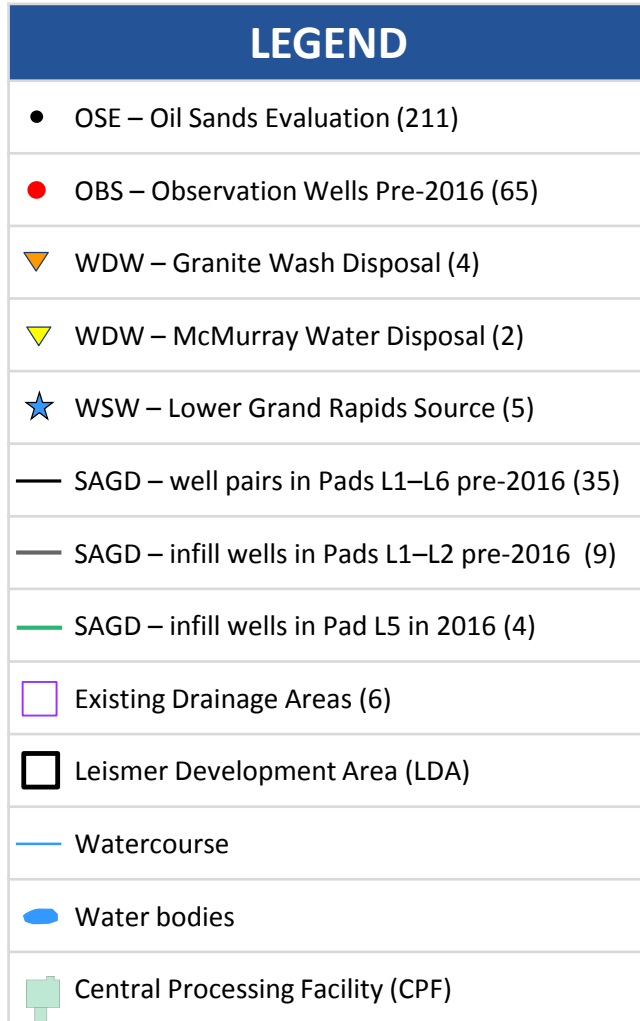 LEGEND
OSE – Oil Sands Evaluation (211)
OBS – Observation Wells Pre-2016 (65)
WDW – Granite Wash Disposal (4)
WDW – McMurray Water Disposal (2)
WSW – Lower Grand Rapids Source (5)
SAGD – well pairs in Pads L1–L6 pre-2016 (35)
SAGD – infill wells in Pads L1–L2 pre-2016 (9)
SAGD – infill wells in Pad L5 in 2016 (4)
Existing Drainage Areas (6)
Leismer Development Area (LDA)
Watercourse
Water bodies
Central Processing Facility (CPF)